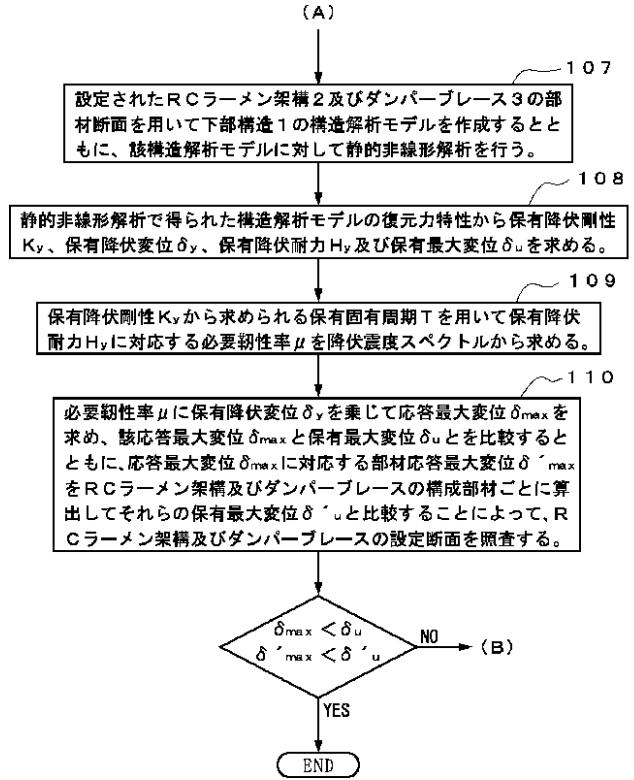 (A)
107
設定されたRCラーメン架構2及びダンパーブレース3の部
材断面を用いて下部構造1の構造解析モデルを作成するとと
もに、該構造解析モデルに対して静的非線形解析を行う。
108
静的非線形解析で得られた構造解析モデルの復元力特性から保有降伏剛性
Ky、保有降伏変位δy、保有降伏耐力Hy及び保有最大変位δuを求める。
109
保有降伏剛性Kyから求められる保有固有周期Tを用いて保有降伏
耐力Hyに対応する必要靭性率μを降伏震度スペクトルから求める。
110
必要靭性率μに保有降伏変位δyを乗じて応答最大変位δmaxを
求め、該応答最大変位δmaxと保有最大変位δuとを比較すると
ともに、応答最大変位δmaxに対応する部材応答最大変位δ´max
をRCラーメン架構及びダンパーブレースの構成部材ごとに算
出してそれらの保有最大変位δ´uと比較することによって、R
Cラーメン架構及びダンパーブレースの設定断面を照査する。
δmax<δu
δ´max<δ´u
NO
(B)
YES
END